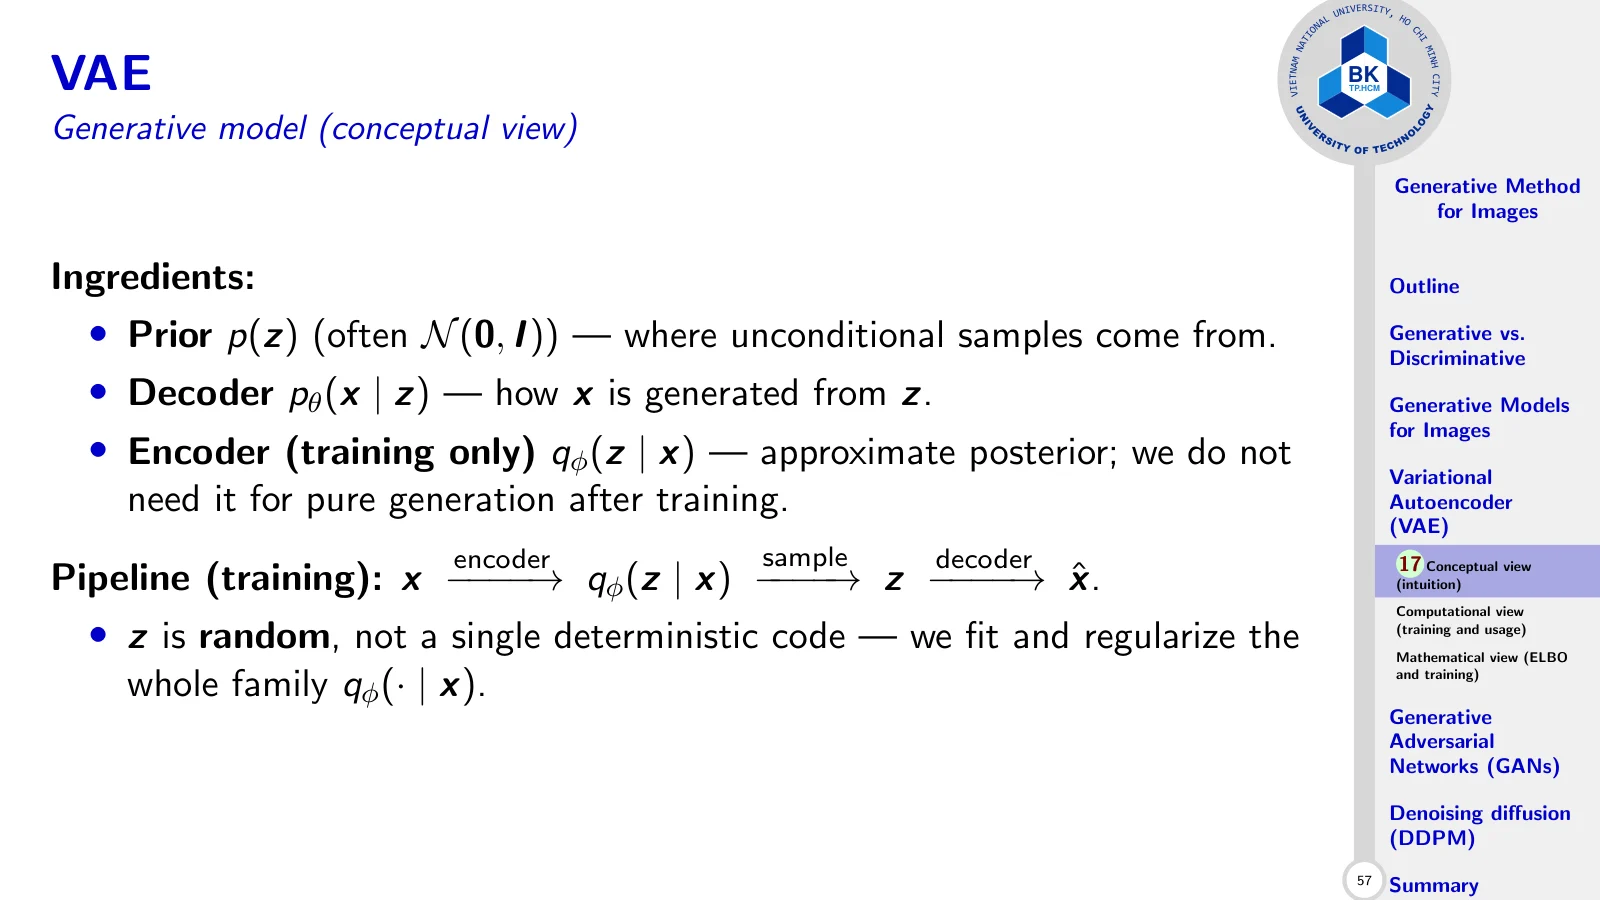 VAE
Generative model (conceptual view)
Ingredients:
• Prior p(z) (often 𝒩(0, I)) — where unconditional samples come from.
• Decoder pθ(x | z) — how x is generated from z.
• Encoder (training only) qϕ(z | x) — approximate posterior; we do not
need it for pure generation after training.
Pipeline (training): x encoder⟶ qϕ(z | x) sample⟶ z decoder⟶ x̂.
• z is random, not a single deterministic code — we fit and regularize the
whole family qϕ(· | x).
VIETNAM NATIONAL UNIVERSITY, HO CHI MINH CITY
BK
TP.HCM
UNIVERSITY OF TECHNOLOGY
Generative Method
for Images
Outline
Generative vs.
Discriminative
Generative Models
for Images
Variational
Autoencoder
(VAE)
17 Conceptual view
(intuition)
Computational view
(training and usage)
Mathematical view (ELBO
and training)
Generative
Adversarial
Networks (GANs)
Denoising diffusion
(DDPM)
Summary
57